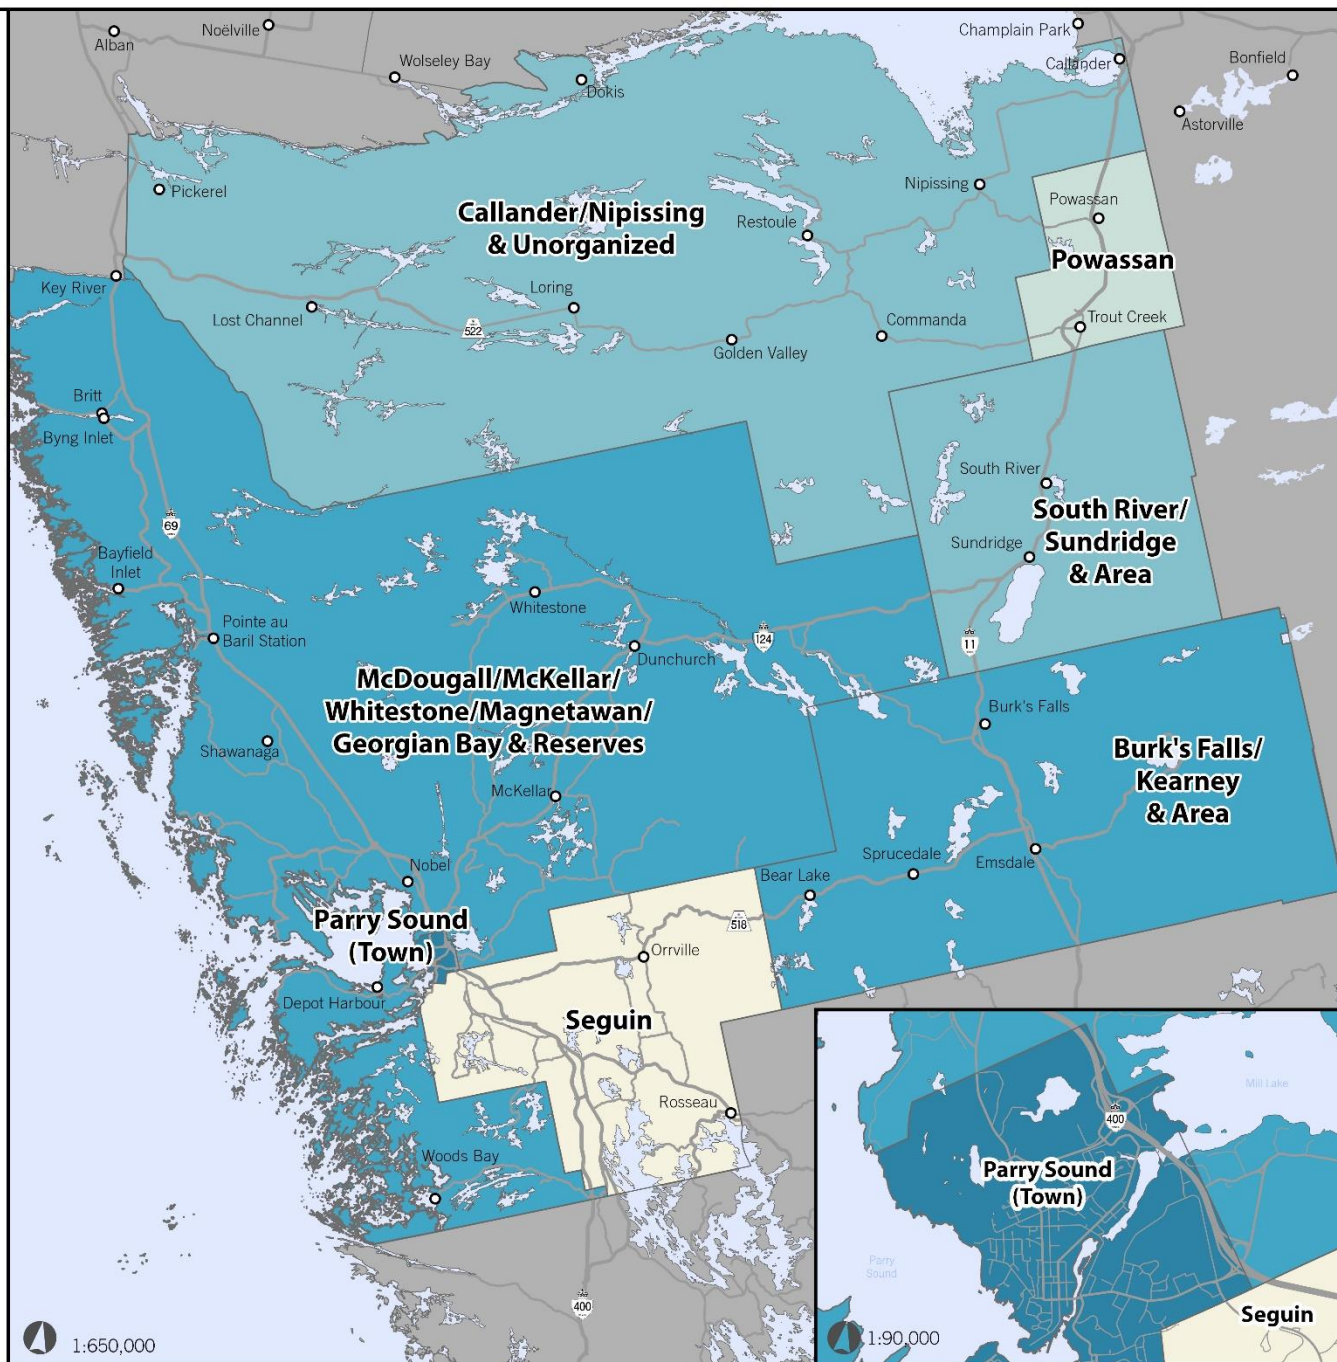 Alban
Noëlville
Wolseley Bay
Dokis
Champlain Park
Callander
Bonfield
Astorville
Pickerel
Callander/Nipissing
& Unorganized
Restoule
Nipissing
Powassan
Powassan
Key River
Lost Channel
Loring
522
Golden Valley
Commanda
Trout Creek
Britt
Byng Inlet
69
South River
South River/
Sundridge
& Area
Sundridge
Bayfield
Inlet
Whitestone
Pointe au
Baril Station
Dunchurch
124
11
McDougall/McKellar/
Whitestone/Magnetawan/
Georgian Bay & Reserves
Burk's Falls
Burk's Falls/
Kearney
& Area
Shawanaga
McKellar
Nobel
Sprucedale
Emsdale
Bear Lake
Parry Sound
(Town)
518
Orrville
Depot Harbour
Seguin
Rosseau
Woods Bay
400
1:650,000
Mill Lake
400
Parry Sound
(Town)
Parry
Sound
Seguin
1:90,000